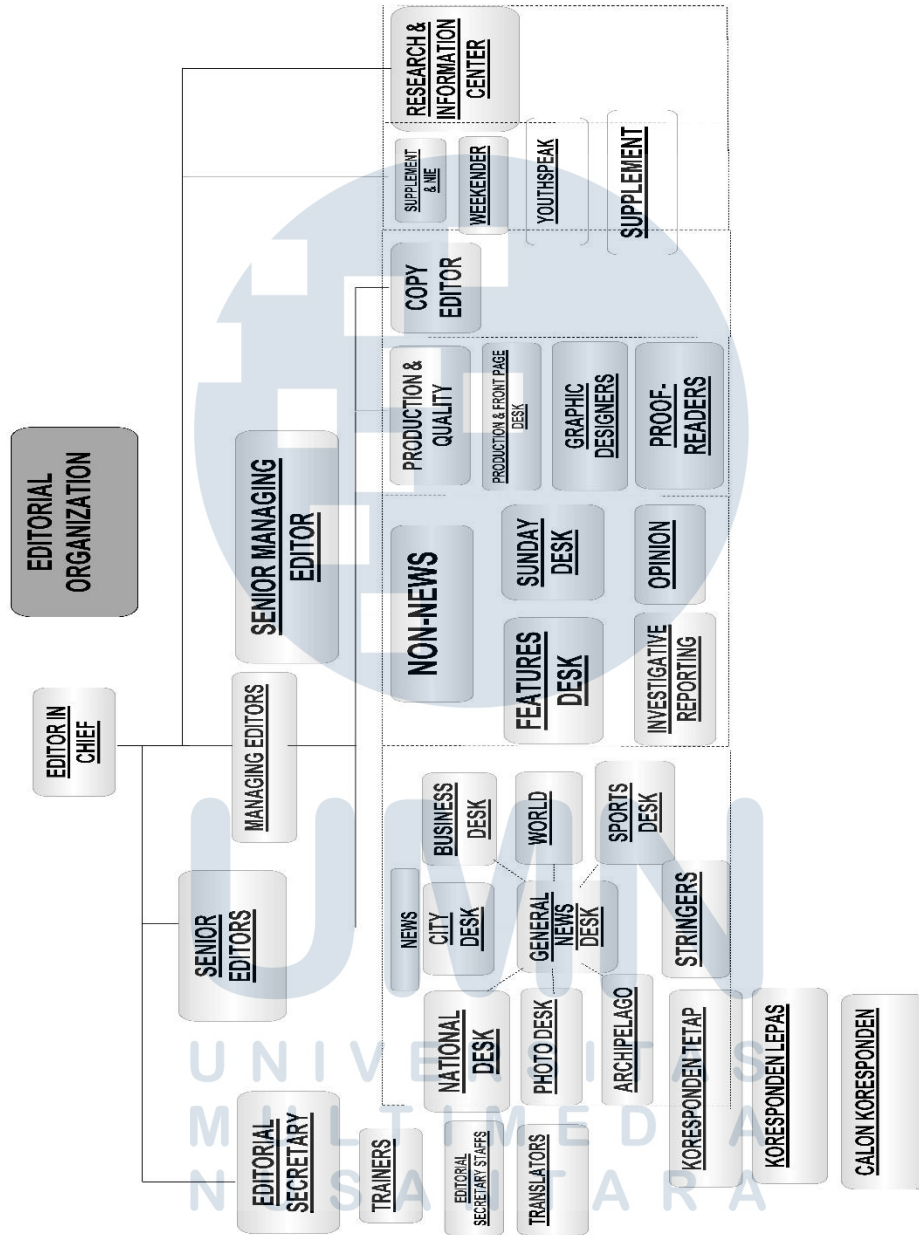 EDITORIAL
ORGANIZATION
EDITOR IN
CHIEF
SENIOR
EDITORS
SENIOR MANAGING
EDITOR
MANAGING EDITORS
EDITORIAL
SECRETARY
TRAINERS
EDITORIAL
SECRETARY STAFFS
TRANSLATORS
NEWS
NATIONAL
DESK
CITY
DESK
BUSINESS
DESK
PHOTO DESK
GENERAL
NEWS
DESK
WORLD
ARCHIPELAGO
SPORTS
DESK
STRINGERS
KORESPONDEN TETAP
KORESPONDEN LEPAS
CALON KORESPONDEN
NON-NEWS
FEATURES
DESK
SUNDAY
DESK
INVESTIGATIVE
REPORTING
OPINION
PRODUCTION &
QUALITY
PRODUCTION & FRONT PAGE
DESK
GRAPHIC
DESIGNERS
PROOF-
READERS
COPY
EDITOR
SUPPLEMENT
& NIE
WEEKENDER
YOUTHSPEAK
SUPPLEMENT
RESEARCH &
INFORMATION
CENTER
UMN
UNIVERSITAS
MULTIMEDIA
NUSANTARA